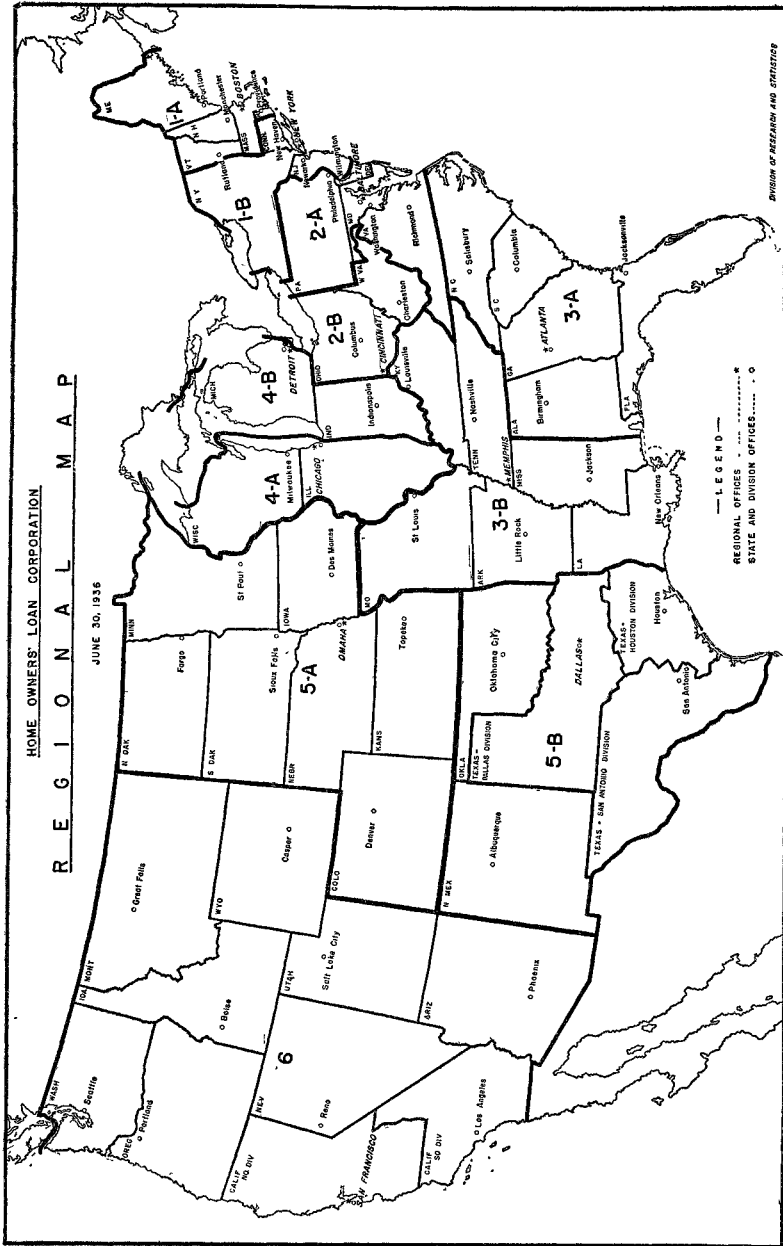 HOME OWNERS' LOAN CORPORATION
REGIONAL MAP
JUNE 30, 1936
WASH
Seattle
OREG
Portland
IDA
Boise
MONT
Great Falls
WYO
Casper
CALIF
NO. DIV
SAN FRANCISCO
NEV
Reno
6
UTAH
Salt Lake City
COLO
Denver
CALIF
SO DIV
Los Angeles
ARIZ
Phoenix
N MEX
Albuquerque
N DAK
Fargo
S DAK
Sioux Falls
NEBR
5-A
OMAHA
KANS
Topeka
OKLA
Oklahoma City
TEXAS -
DALLAS DIVISION
DALLAS
5-B
TEXAS - SAN ANTONIO DIVISION
San Antonio
TEXAS -
HOUSTON DIVISION
Houston
MINN
St Paul
IOWA
Des Moines
MO
St Louis
ARK
Little Rock
3-B
LA
New Orleans
WISC
4-A
Milwaukee
ILL
CHICAGO
MICH
4-B
DETROIT
IND
Indianapolis
OHIO
2-B
Columbus
CINCINNATI
KY
Louisville
TENN
Nashville
MEMPHIS
MISS
Jackson
ALA
Birmingham
GA
ATLANTA
3-A
FLA
Jacksonville
S C
Columbia
N C
Salisbury
VA
Richmond
W VA
Charleston
Washington
MD
BALTIMORE
DEL
Wilmington
PA
2-A
Philadelphia
N J
Newark
N Y
1-B
NEW YORK
VT
Rutland
N H
Manchester
ME
1-A
Portland
MASS
BOSTON
Providence
CONN
New Haven
— LEGEND —
REGIONAL OFFICES - --- --------- *
STATE AND DIVISION OFFICES ----- - o
DIVISION OF RESEARCH AND STATISTICS